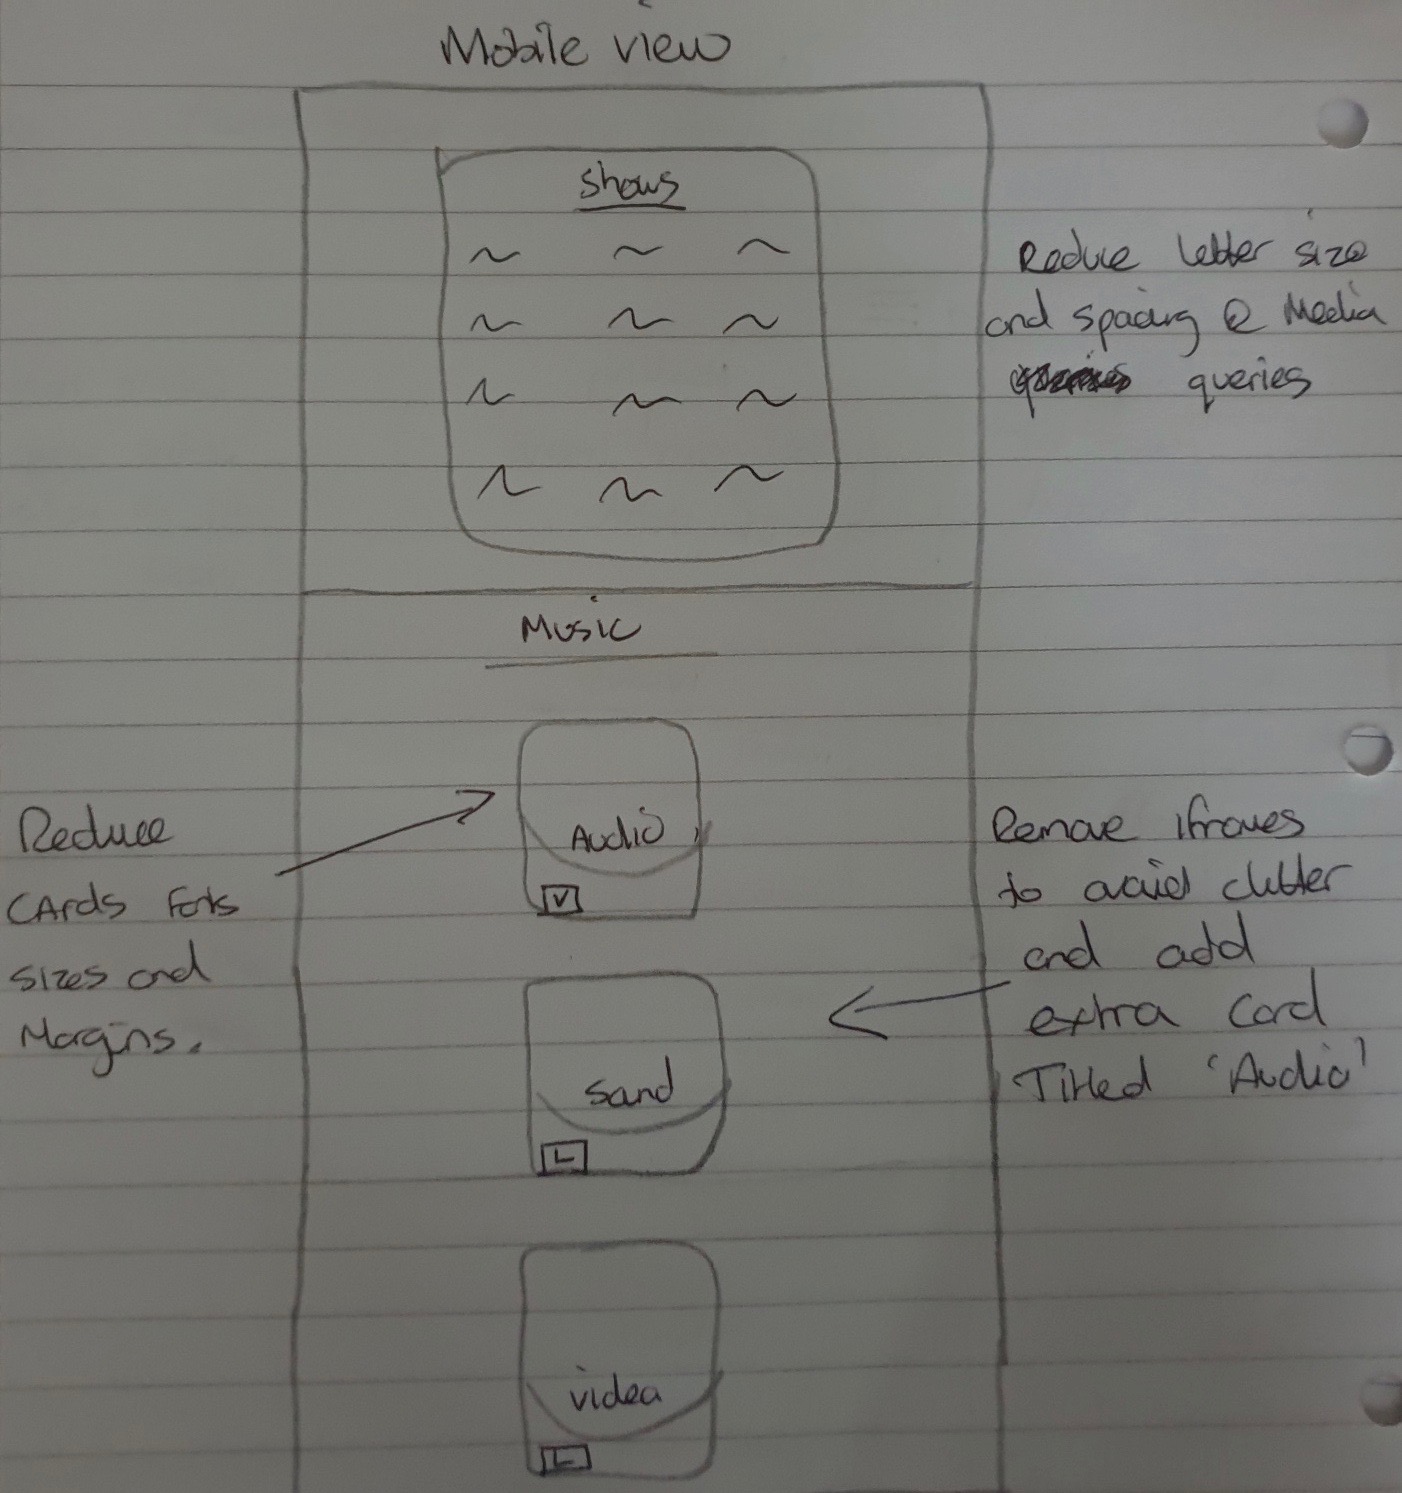 Mobile view
Shows
Reduce letter size
and spacing @ Media
queries
Music
Audio
V
Reduce
CArds fonts
sizes and
Margins.
Remove iframes
to avoid clutter
and add
extra Card
Titled 'Audio'
Sand
L
video
L